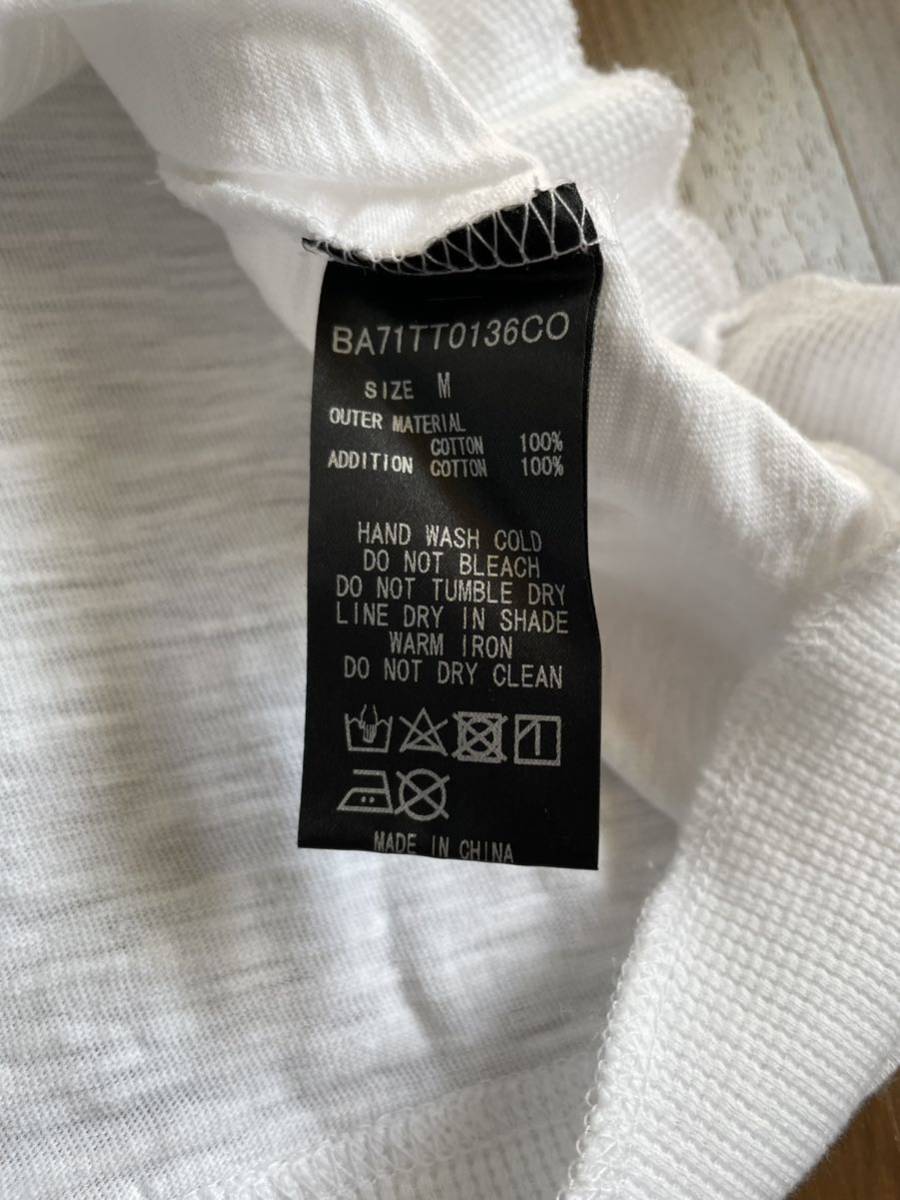 BA71TT0136CO
SIZE M
OUTER MATERIAL
COTTON 100%
ADDITION COTTON 100%
HAND WASH COLD
DO NOT BLEACH
DO NOT TUMBLE DRY
LINE DRY IN SHADE
WARM IRON
DO NOT DRY CLEAN
MADE IN CHINA